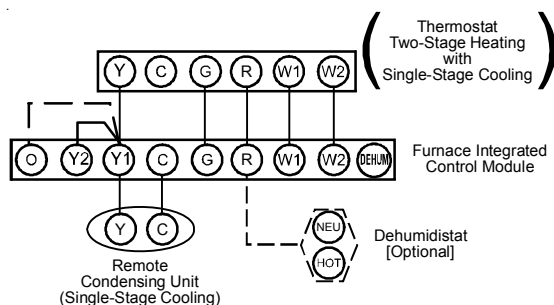 Thermostat
Two-Stage Heating
with
Single-Stage Cooling
Y C G R W1 W2
O Y2 Y1 C G R W1 W2 DEHUM
Furnace Integrated
Control Module
Y C
NEU
HOT
Dehumidistat
[Optional]
Remote
Condensing Unit
(Single-Stage Cooling)